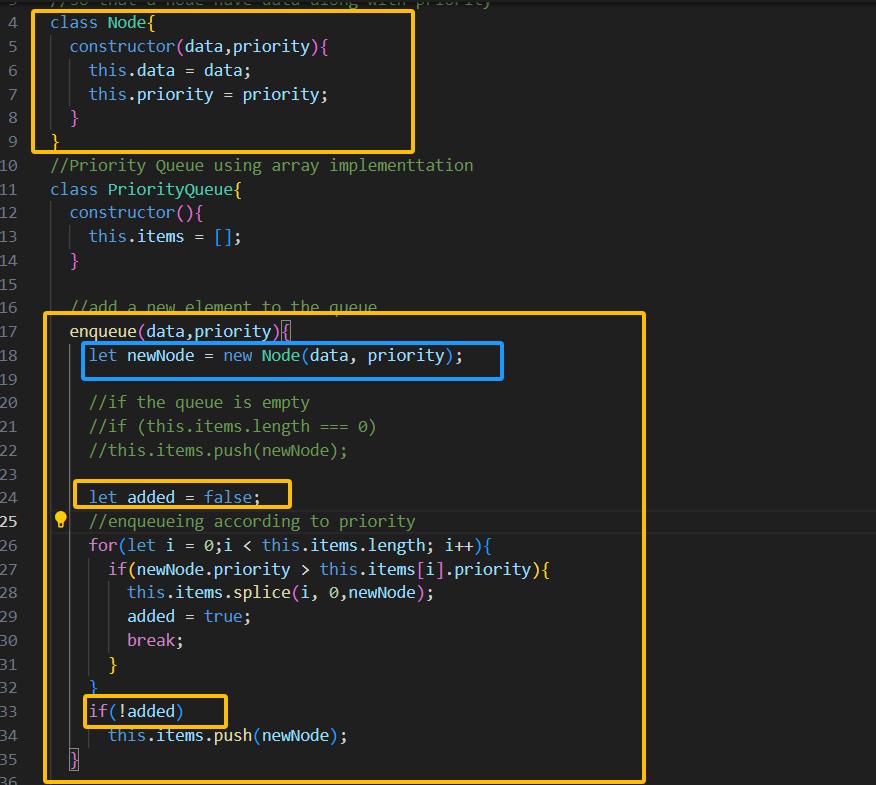 3 //so that a node have data along with priority
4 class Node{
5 constructor(data,priority){
6 this.data = data;
7 this.priority = priority;
8 }
9 }
10 //Priority Queue using array implementtation
11 class PriorityQueue{
12 constructor(){
13 this.items = [];
14 }
15
16 //add a new element to the queue
17 enqueue(data,priority){
18 let newNode = new Node(data, priority);
19
20 //if the queue is empty
21 //if (this.items.length === 0)
22 //this.items.push(newNode);
23
24 let added = false;
25 //enqueueing according to priority
26 for(let i = 0;i < this.items.length; i++){
27 if(newNode.priority > this.items[i].priority){
28 this.items.splice(i, 0,newNode);
29 added = true;
30 break;
31 }
32 }
33 if(!added)
34 this.items.push(newNode);
35 }
36